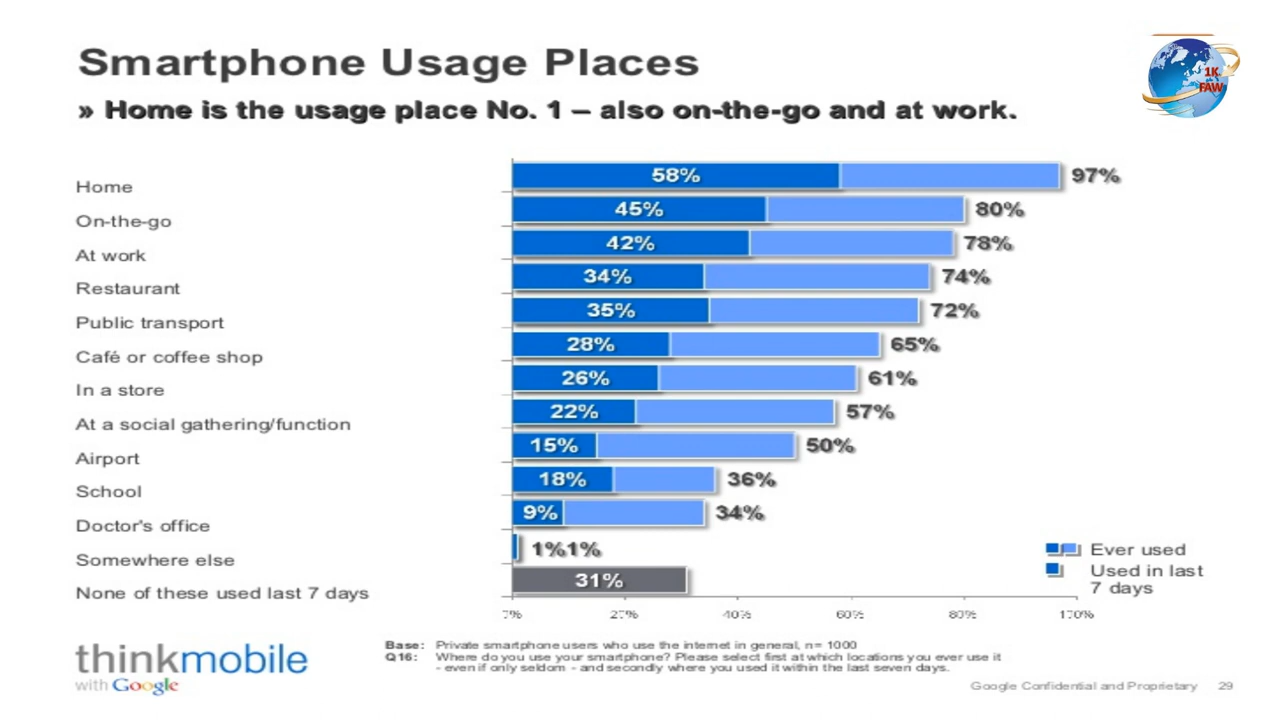 Smartphone Usage Places
1K
FAW
» Home is the usage place No. 1 – also on-the-go and at work.
Home 58% 97%
On-the-go 45% 80%
At work 42% 78%
Restaurant 34% 74%
Public transport 35% 72%
Café or coffee shop 28% 65%
In a store 26% 61%
At a social gathering/function 22% 57%
Airport 15% 50%
School 18% 36%
Doctor's office 9% 34%
Somewhere else 1%1%
None of these used last 7 days 31%
Ever used
Used in last
7 days
40% 60% 80%
thinkmobile
with Google
Base: Private smartphone users who use the internet in general, n= 1000
Q16: Where do you use your smartphone? Please select first at which locations you ever use it
- even if only seldom - and secondly where you used it within the last seven days.
Google Confidential and Proprietary 29